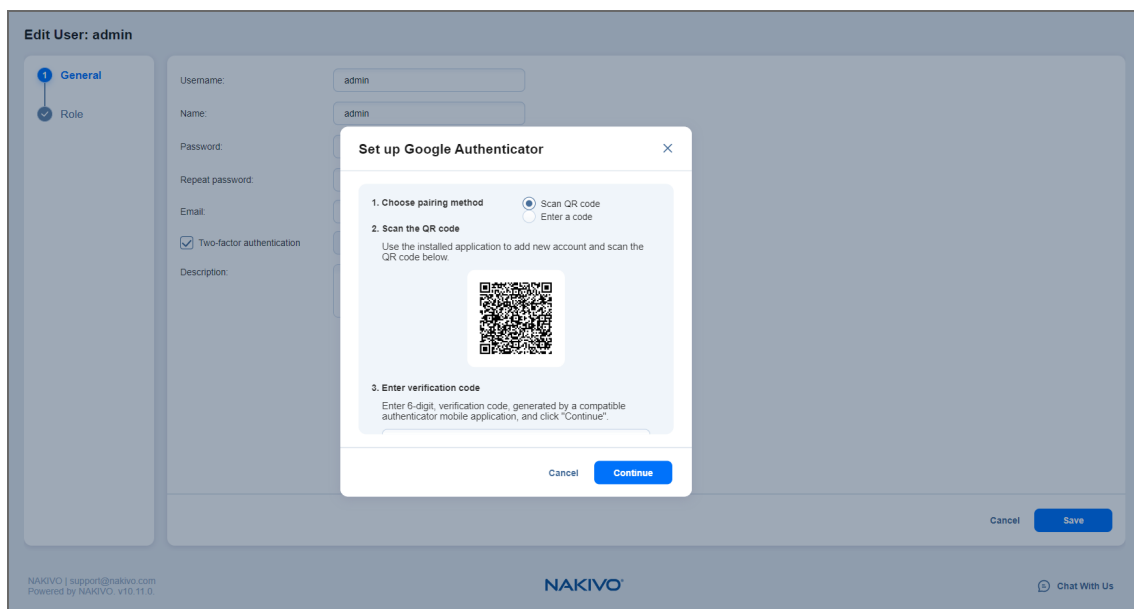 Edit User: admin
1 General
Role
Username: admin
Name: admin
Password:
Repeat password:
Email:
Two-factor authentication
Description:
Set up Google Authenticator
1. Choose pairing method
Scan QR code
Enter a code
2. Scan the QR code
Use the installed application to add new account and scan the
QR code below.
3. Enter verification code
Enter 6-digit, verification code, generated by a compatible
authenticator mobile application, and click "Continue".
Cancel Continue
Cancel Save
NAKIVO | support@nakivo.com
Powered by NAKIVO. v10.11.0.
NAKIVO®
Chat With Us